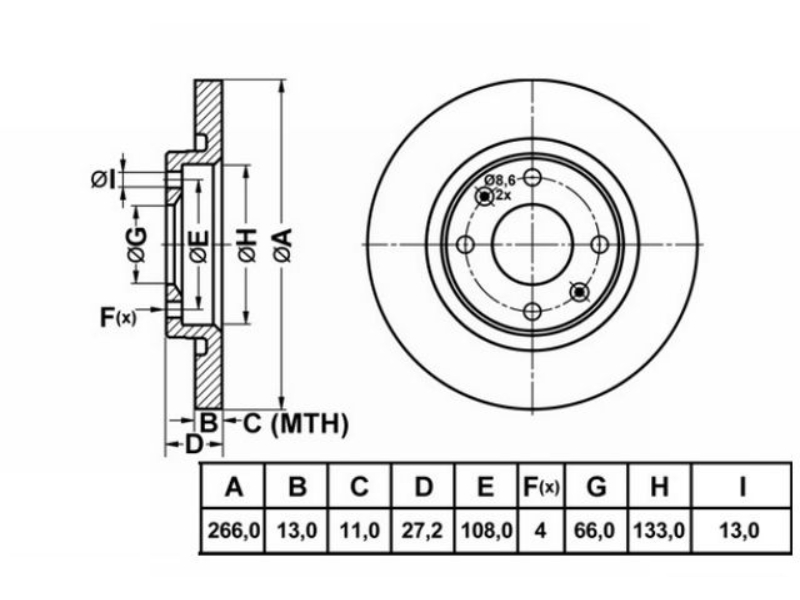 ØI
ØG
ØE
ØH
ØA
F(x)
B
C (MTH)
D
Ø8,6
2x
A B C D E F(x) G H I
266,0 13,0 11,0 27,2 108,0 4 66,0 133,0 13,0